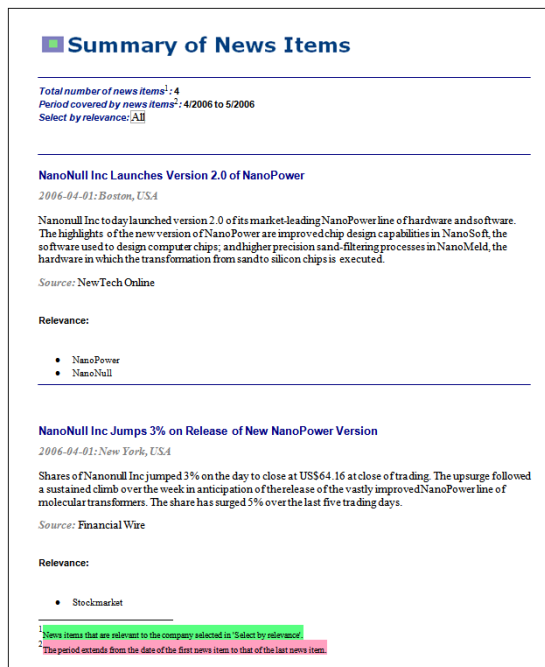 Summary of News Items
Total number of news items¹: 4
Period covered by news items²: 4/2006 to 5/2006
Select by relevance: All
NanoNull Inc Launches Version 2.0 of NanoPower
2006-04-01: Boston, USA
Nanonull Inc today launched version 2.0 of its market-leading NanoPower line of hardware and software.
The highlights of the new version of NanoPower are improved chip design capabilities in NanoSoft, the
software used to design computer chips; and higher precision sand-filtering processes in NanoMeld, the
hardware in which the transformation from sand to silicon chips is executed.
Source: NewTech Online
Relevance:
● NanoPower
● NanoNull
NanoNull Inc Jumps 3% on Release of New NanoPower Version
2006-04-01: New York, USA
Shares of Nanonull Inc jumped 3% on the day to close at US$64.16 at close of trading. The upsurge followed
a sustained climb over the week in anticipation of the release of the vastly improved NanoPower line of
molecular transformers. The share has surged 5% over the last five trading days.
Source: Financial Wire
Relevance:
● Stockmarket
¹News items that are relevant to the company selected in 'Select by relevance'.
²The period extends from the date of the first news item to that of the last news item.